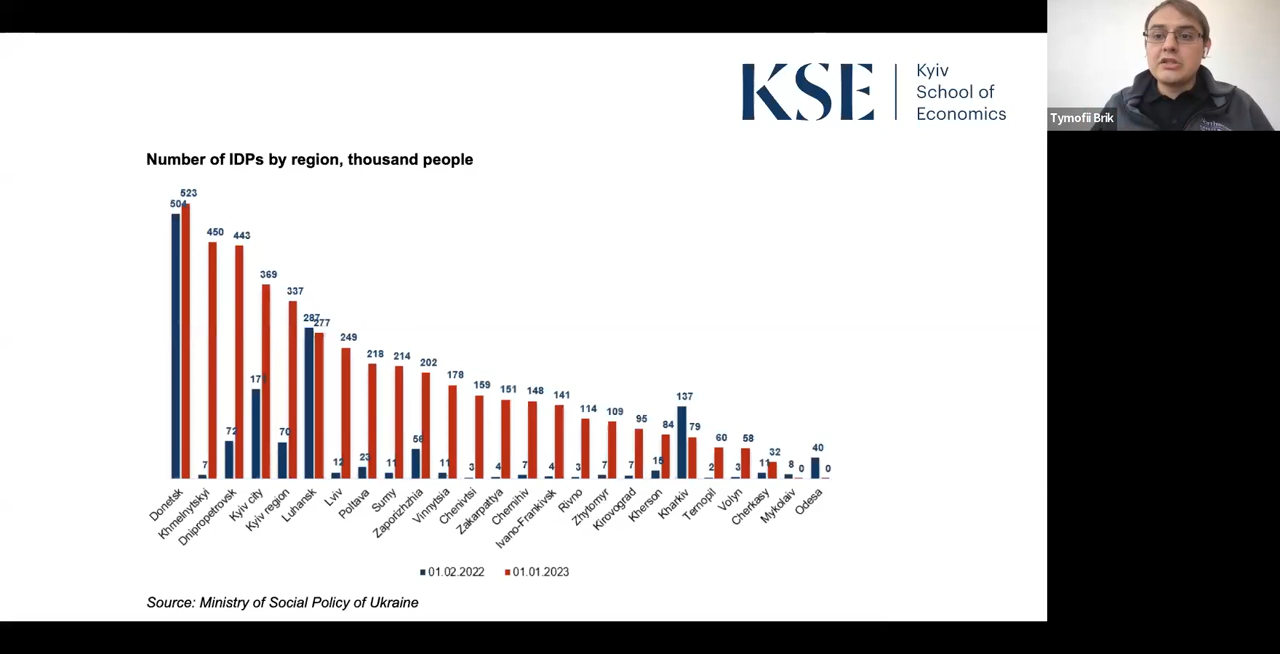 KSE
Kyiv
School of
Economics
Tymofii Brik
Number of IDPs by region, thousand people
523
504
450
443
369
337
287
277
249
218
214
202
178
159
151
148
141
137
114
109
95
84
79
60
58
32
0
0
7
72
70
12
23
11
56
11
3
4
7
4
3
7
7
15
2
3
11
8
40
Donetsk
Khmelnytskyi
Dnipropetrovsk
Kyiv city
Kyiv region
Luhansk
Lviv
Poltava
Sumy
Zaporizhzhia
Vinnytsia
Chenivtsi
Zakarpattya
Chernihiv
Ivano-Frankivsk
Rivno
Zhytomyr
Kirovograd
Kherson
Kharkiv
Ternopil
Volyn
Cherkasy
Mykolaiv
Odesa
01.02.2022 01.01.2023
Source: Ministry of Social Policy of Ukraine